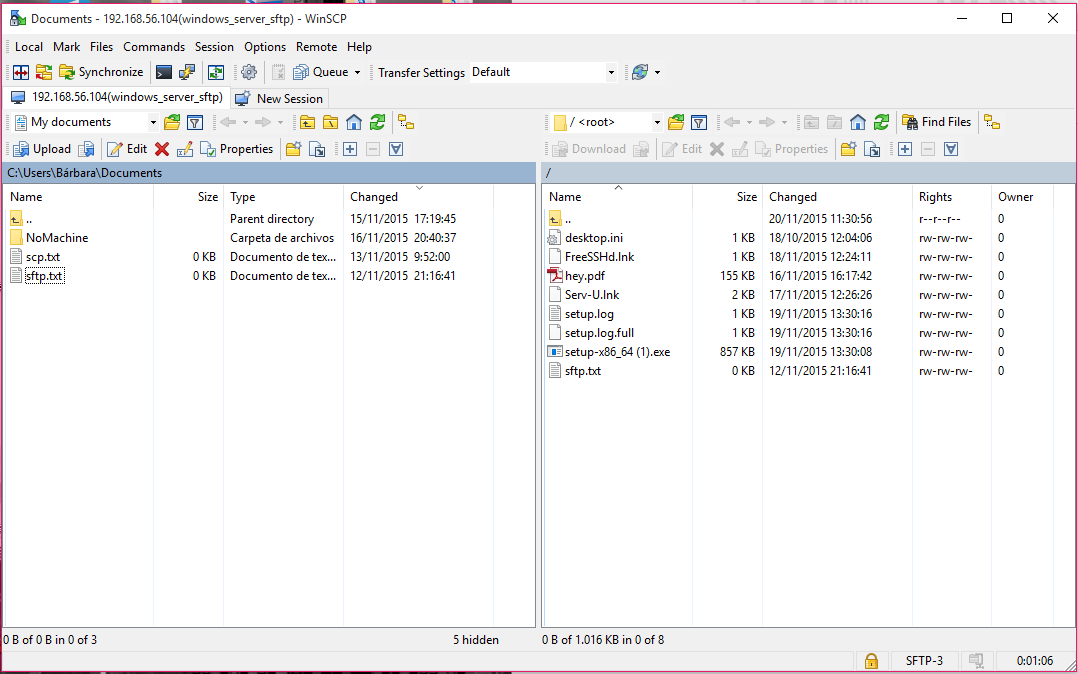 Documents - 192.168.56.104(windows_server_sftp) - WinSCP
Local Mark Files Commands Session Options Remote Help
Synchronize Queue Transfer Settings Default
192.168.56.104(windows_server_sftp) New Session
My documents / <root> Find Files
Upload Edit Properties Download Edit Properties
C:\Users\Bárbara\Documents /
Name Size Type Changed Name Size Changed Rights Owner
.. Parent directory 15/11/2015 17:19:45 .. 20/11/2015 11:30:56 r--r--r-- 0
NoMachine Carpeta de archivos 16/11/2015 20:40:37 desktop.ini 1 KB 18/10/2015 12:04:06 rw-rw-rw- 0
scp.txt 0 KB Documento de tex... 13/11/2015 9:52:00 FreeSSHd.lnk 1 KB 18/11/2015 12:24:11 rw-rw-rw- 0
sftp.txt 0 KB Documento de tex... 12/11/2015 21:16:41 hey.pdf 155 KB 16/11/2015 16:17:42 rw-rw-rw- 0
Serv-U.lnk 2 KB 17/11/2015 12:26:26 rw-rw-rw- 0
setup.log 1 KB 19/11/2015 13:30:16 rw-rw-rw- 0
setup.log.full 1 KB 19/11/2015 13:30:16 rw-rw-rw- 0
setup-x86_64 (1).exe 857 KB 19/11/2015 13:30:08 rw-rw-rw- 0
sftp.txt 0 KB 12/11/2015 21:16:41 rw-rw-rw- 0
0 B of 0 B in 0 of 3 5 hidden 0 B of 1.016 KB in 0 of 8
SFTP-3 0:01:06